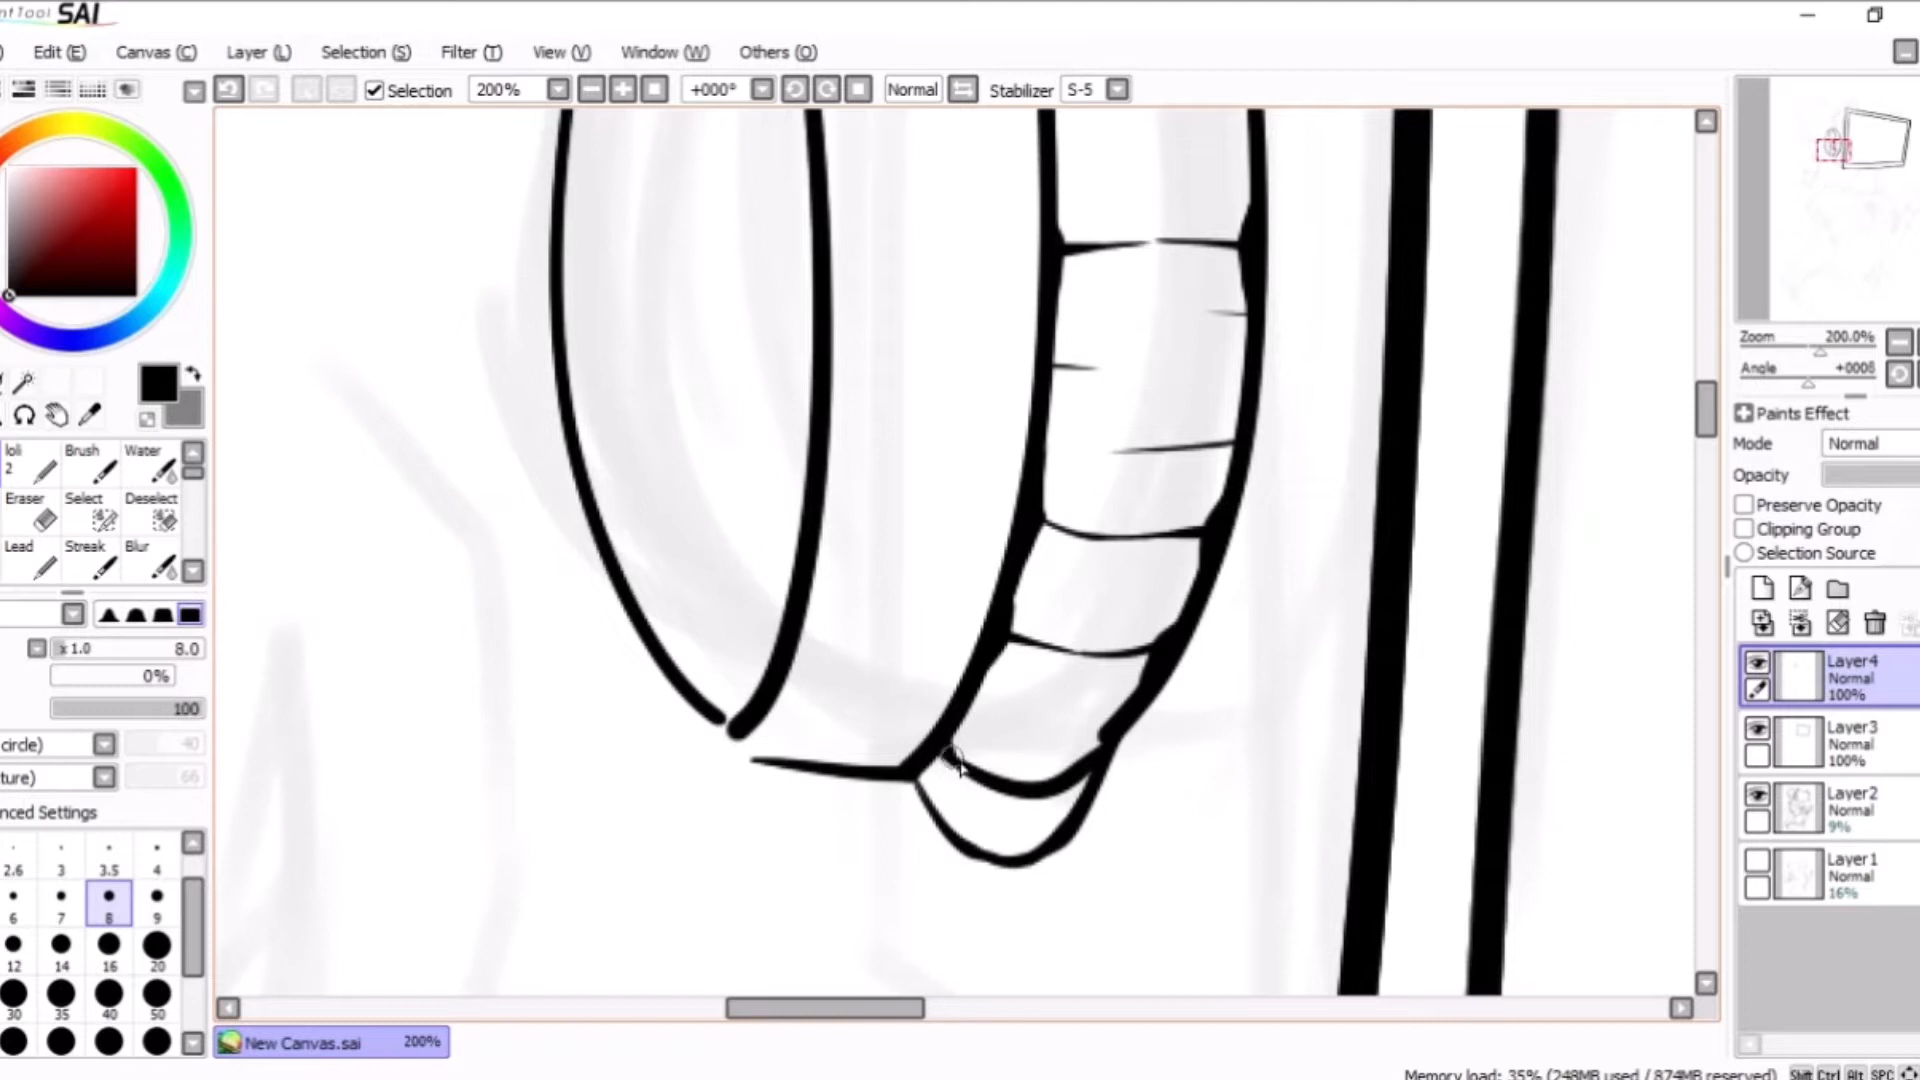 ntTool SAI
) Edit (E) Canvas (C) Layer (L) Selection (S) Filter (T) View (V) Window (W) Others (O)
Selection 200% +000° Normal Stabilizer S-5
Zoom 200.0%
Angle +000§
Paints Effect
Mode Normal
Opacity
Preserve Opacity
Clipping Group
Selection Source
loli 2 Brush Water
Eraser Select Deselect
Lead Streak Blur
x 1.0 8.0
0%
100
circle) 40
ture) 66
nced Settings
2.6 3 3.5 4
6 7 8 9
12 14 16 20
30 35 40 50
Layer4
Normal
100%
Layer3
Normal
100%
Layer2
Normal
9%
Layer1
Normal
16%
New Canvas.sai 200%
Memory load: 35% (248MB used / 874MB reserved) Shift Ctrl Alt SPC